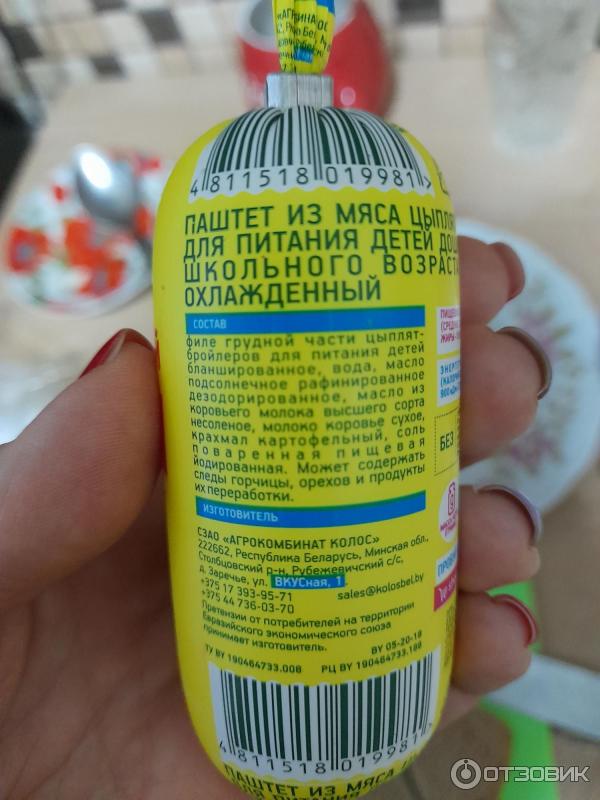 4 811518 019981 >
ПАШТЕТ ИЗ МЯСА
ДЛЯ ПИТАНИЯ ДЕТЕЙ
ШКОЛЬНОГО ВОЗРАСТА
ОХЛАЖДЕННЫЙ
СОСТАВ
филе грудной части цыплят-
бройлеров для питания детей
бланшированное, вода, масло
подсолнечное рафинированное
дезодорированное, масло из
коровьего молока высшего сорта
несоленое, молоко коровье сухое,
крахмал картофельный, соль
поваренная пищевая
йодированная. Может содержать
следы горчицы, орехов и продукты
их переработки.
БЕЗ
ИЗГОТОВИТЕЛЬ
СЗАО «АГРОКОМБИНАТ КОЛОС»
222662, Республика Беларусь, Минская обл.,
Столбцовский р-н, Рубежевичский с/с,
д. Заречье, ул. ВКУСная, 1
+375 17 393-95-71 sales@kolosbel.by
+375 44 736-03-70
Претензии от потребителей на территории
Евразийского экономического союза
принимает изготовитель.
BY 05-20-18
ТУ BY 190464733.008 РЦ BY 190464733.188
4 811518 019981 >
ПАШТЕТ ИЗ МЯСА
ОТЗОВИК